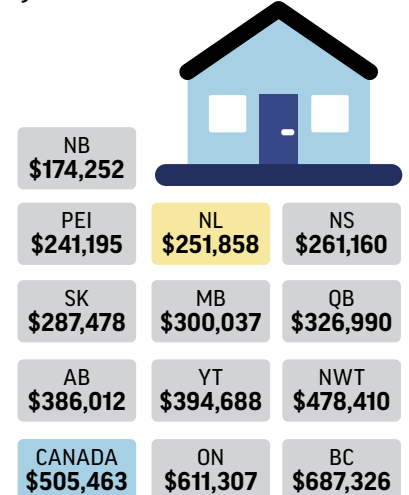 NB
$174,252
PEI
$241,195
NL
$251,858
NS
$261,160
SK
$287,478
MB
$300,037
QB
$326,990
AB
$386,012
YT
$394,688
NWT
$478,410
CANADA
$505,463
ON
$611,307
BC
$687,326